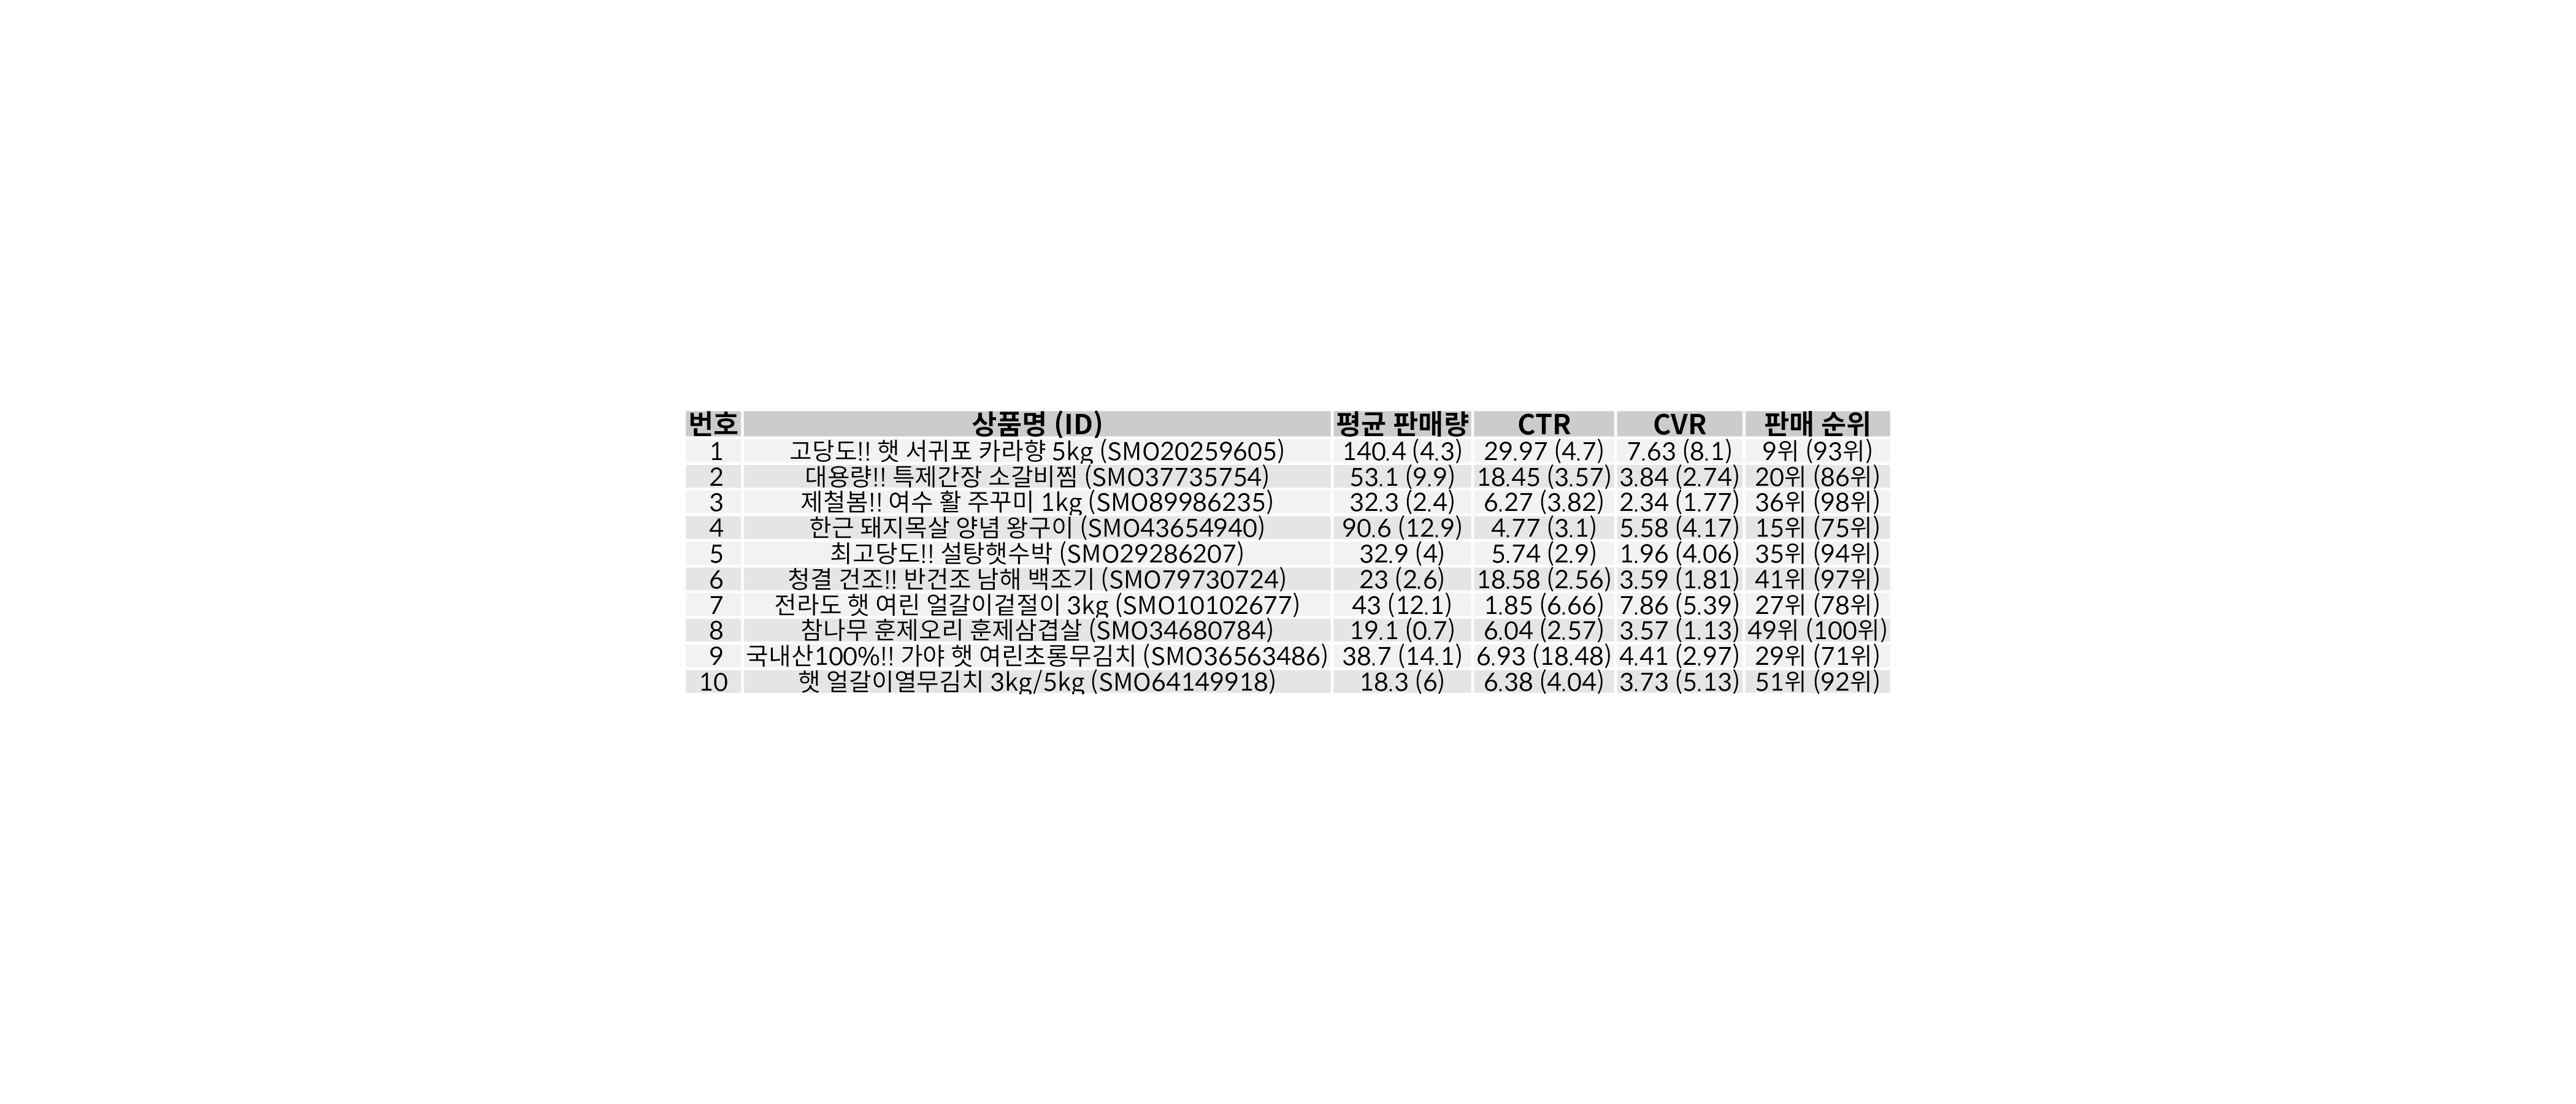 번호 상품명 (ID) 평균 판매량 CTR CVR 판매 순위
1 고당도!! 햇 서귀포 카라향 5kg (SMO20259605) 140.4 (4.3) 29.97 (4.7) 7.63 (8.1) 9위 (93위)
2 대용량!! 특제간장 소갈비찜 (SMO37735754) 53.1 (9.9) 18.45 (3.57) 3.84 (2.74) 20위 (86위)
3 제철봄!! 여수 활 주꾸미 1kg (SMO89986235) 32.3 (2.4) 6.27 (3.82) 2.34 (1.77) 36위 (98위)
4 한근 돼지목살 양념 왕구이 (SMO43654940) 90.6 (12.9) 4.77 (3.1) 5.58 (4.17) 15위 (75위)
5 최고당도!! 설탕햇수박 (SMO29286207) 32.9 (4) 5.74 (2.9) 1.96 (4.06) 35위 (94위)
6 청결 건조!! 반건조 남해 백조기 (SMO79730724) 23 (2.6) 18.58 (2.56) 3.59 (1.81) 41위 (97위)
7 전라도 햇 여린 얼갈이겉절이 3kg (SMO10102677) 43 (12.1) 1.85 (6.66) 7.86 (5.39) 27위 (78위)
8 참나무 훈제오리 훈제삼겹살 (SMO34680784) 19.1 (0.7) 6.04 (2.57) 3.57 (1.13) 49위 (100위)
9 국내산100%!! 가야 햇 여린초롱무김치 (SMO36563486) 38.7 (14.1) 6.93 (18.48) 4.41 (2.97) 29위 (71위)
10 햇 얼갈이열무김치 3kg/5kg (SMO64149918) 18.3 (6) 6.38 (4.04) 3.73 (5.13) 51위 (92위)